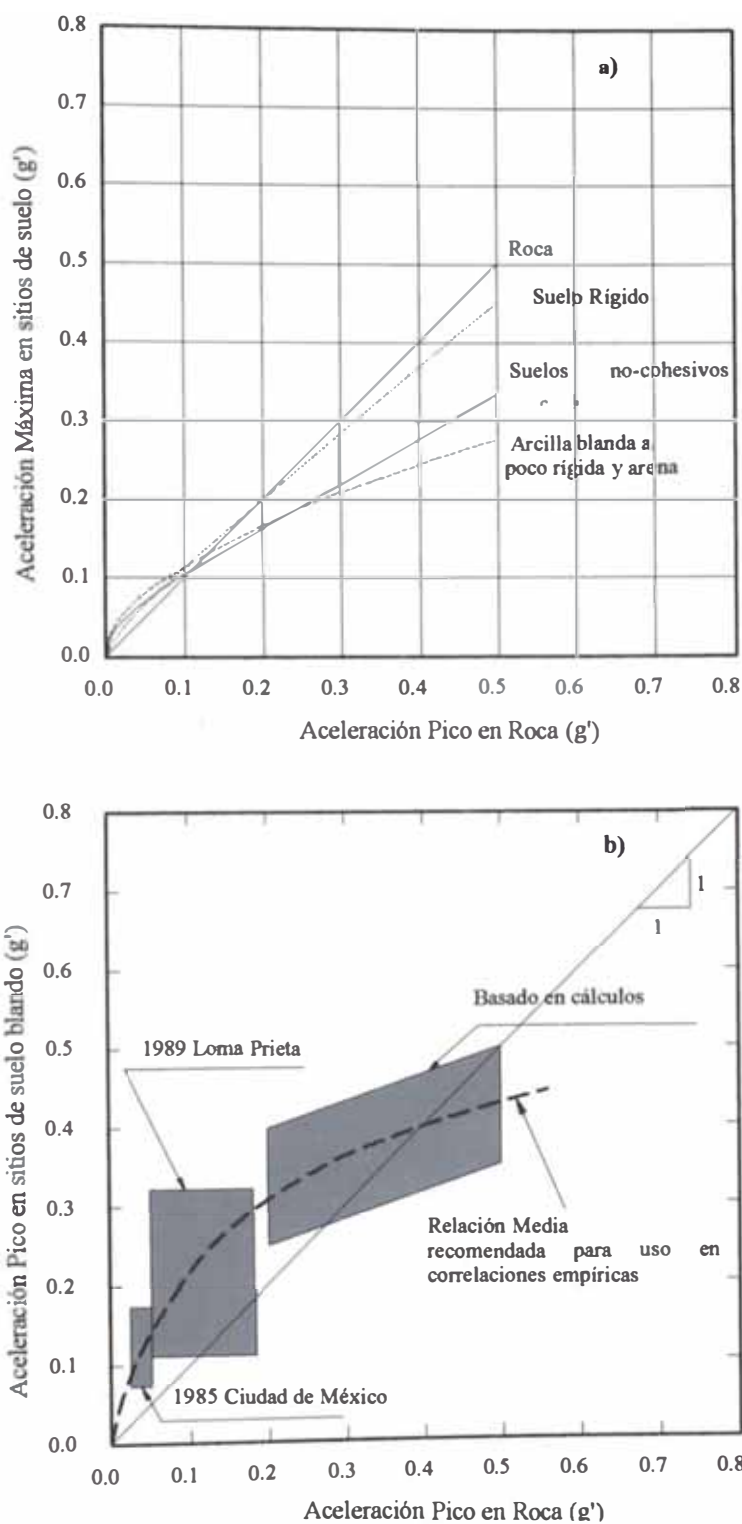 a)
0.8
0.7
0.6
0.5
0.4
0.3
0.2
0.1
0.0
Aceleración Máxima en sitios de suelo (g')
Roca
Suelo Rígido
Suelos no-cohesivos
Arcilla blanda a
poco rígida y arena
0.0 0.1 0.2 0.3 0.4 0.5 0.6 0.7 0.8
Aceleración Pico en Roca (g')
b)
0.8
0.7
0.6
0.5
0.4
0.3
0.2
0.1
0.0
Aceleración Pico en sitios de suelo blando (g')
1
1
Basado en cálculos
1989 Loma Prieta
Relación Media
recomendada para uso en
correlaciones empíricas
1985 Ciudad de México
0.0 0.1 0.2 0.3 0.4 0.5 0.6 0.7 0.8
Aceleración Pico en Roca (g')